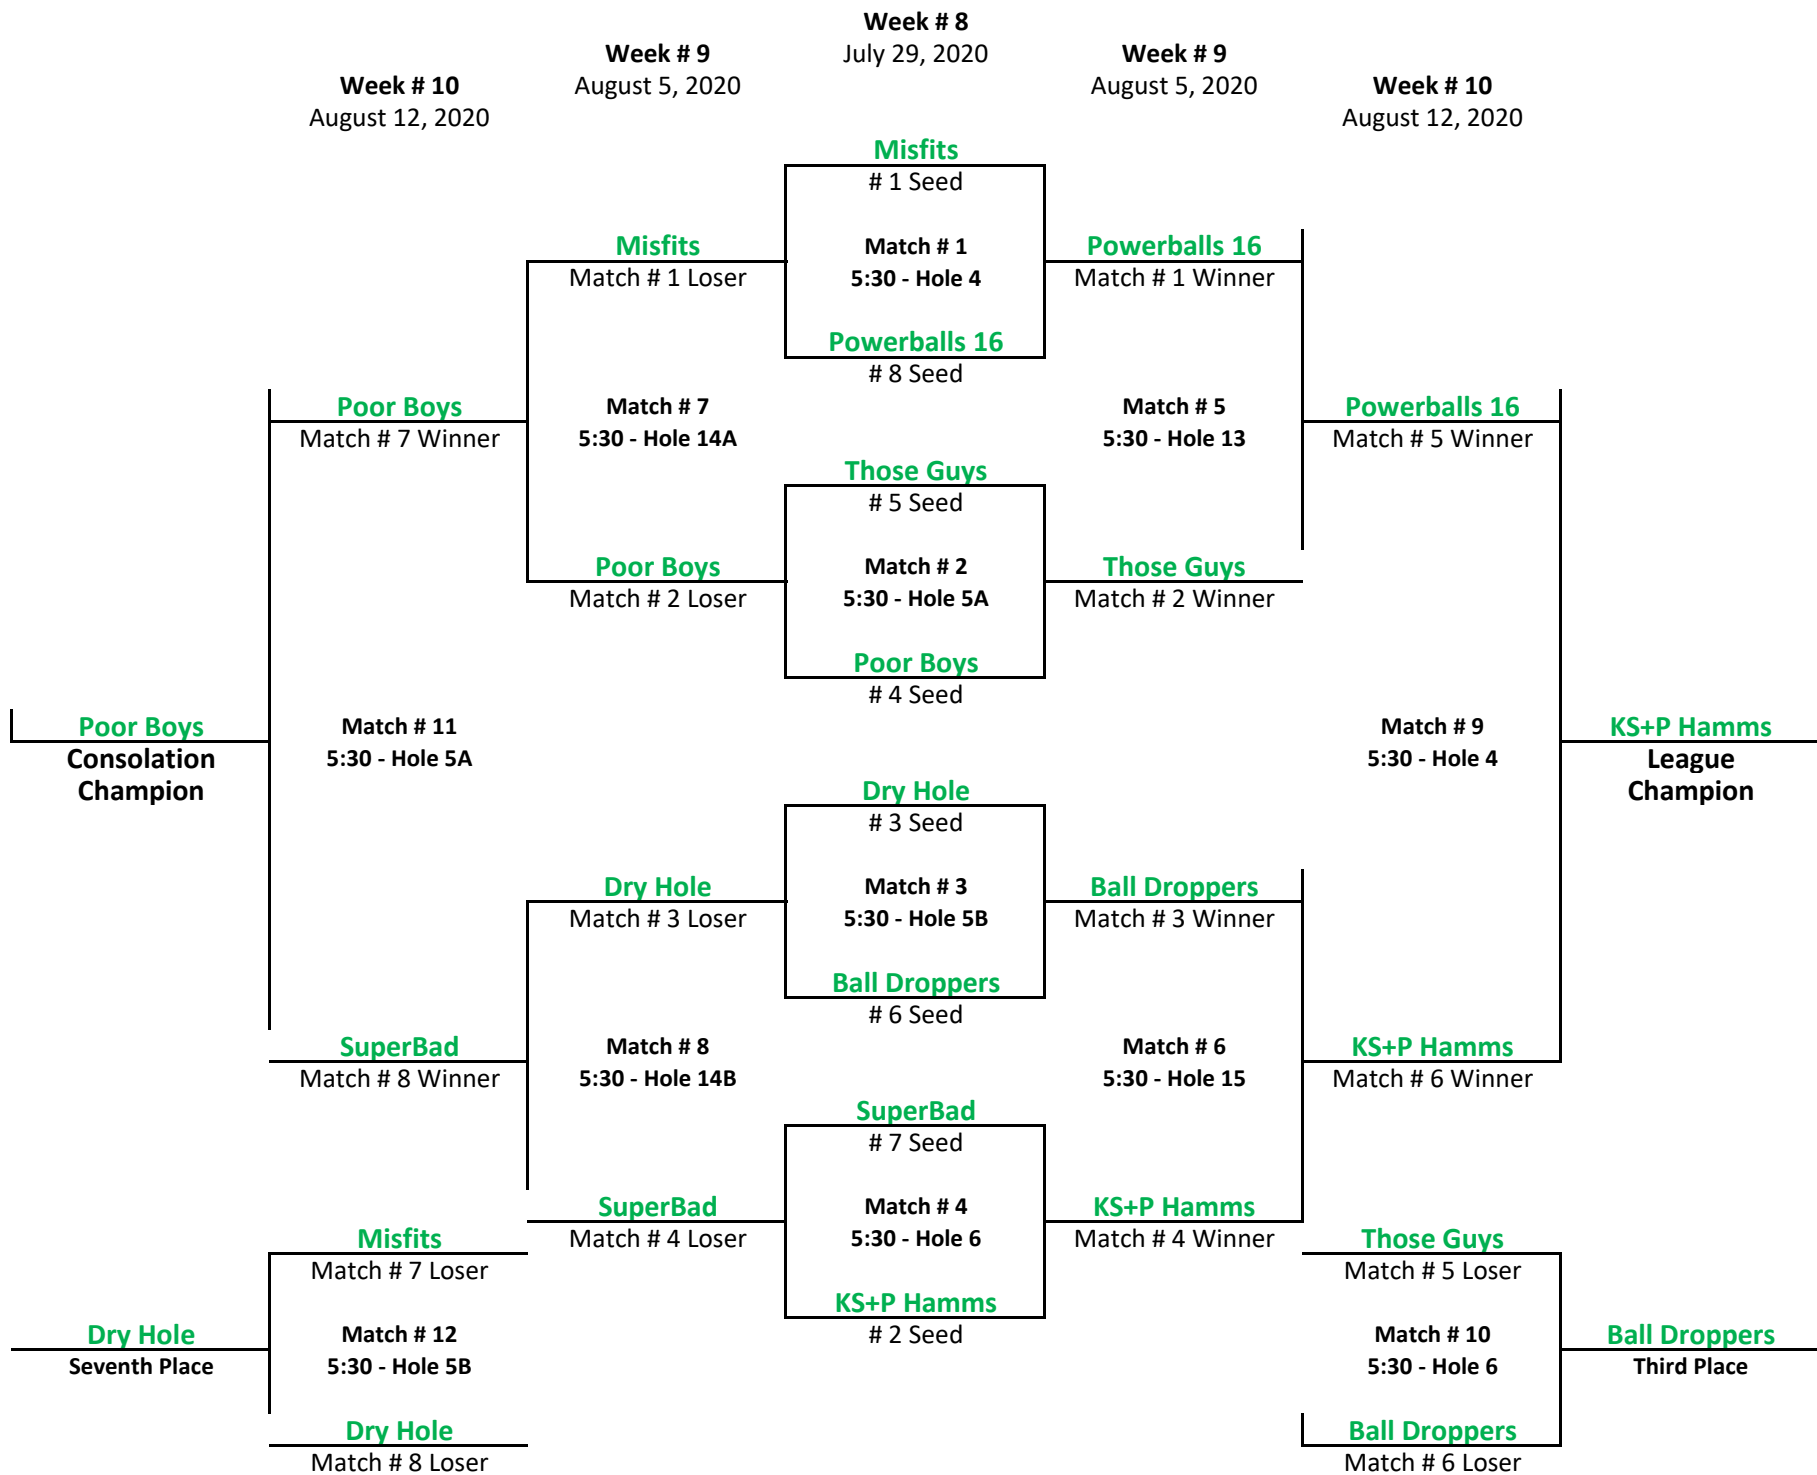 Week # 8
July 29, 2020
Week # 9
August 5, 2020
Week # 9
August 5, 2020
Week # 10
August 12, 2020
Week # 10
August 12, 2020
Misfits
# 1 Seed
Misfits
Match # 1 Loser
Match # 1
5:30 - Hole 4
Powerballs 16
Match # 1 Winner
Powerballs 16
# 8 Seed
Poor Boys
Match # 7 Winner
Match # 7
5:30 - Hole 14A
Match # 5
5:30 - Hole 13
Powerballs 16
Match # 5 Winner
Those Guys
# 5 Seed
Poor Boys
Match # 2 Loser
Match # 2
5:30 - Hole 5A
Those Guys
Match # 2 Winner
Poor Boys
# 4 Seed
Poor Boys
Consolation
Champion
Match # 11
5:30 - Hole 5A
Match # 9
5:30 - Hole 4
KS+P Hamms
League
Champion
Dry Hole
# 3 Seed
Dry Hole
Match # 3 Loser
Match # 3
5:30 - Hole 5B
Ball Droppers
Match # 3 Winner
Ball Droppers
# 6 Seed
SuperBad
Match # 8 Winner
Match # 8
5:30 - Hole 14B
Match # 6
5:30 - Hole 15
KS+P Hamms
Match # 6 Winner
SuperBad
# 7 Seed
SuperBad
Match # 4 Loser
Match # 4
5:30 - Hole 6
KS+P Hamms
Match # 4 Winner
Misfits
Match # 7 Loser
Those Guys
Match # 5 Loser
KS+P Hamms
# 2 Seed
Dry Hole
Seventh Place
Match # 12
5:30 - Hole 5B
Match # 10
5:30 - Hole 6
Ball Droppers
Third Place
Dry Hole
Match # 8 Loser
Ball Droppers
Match # 6 Loser